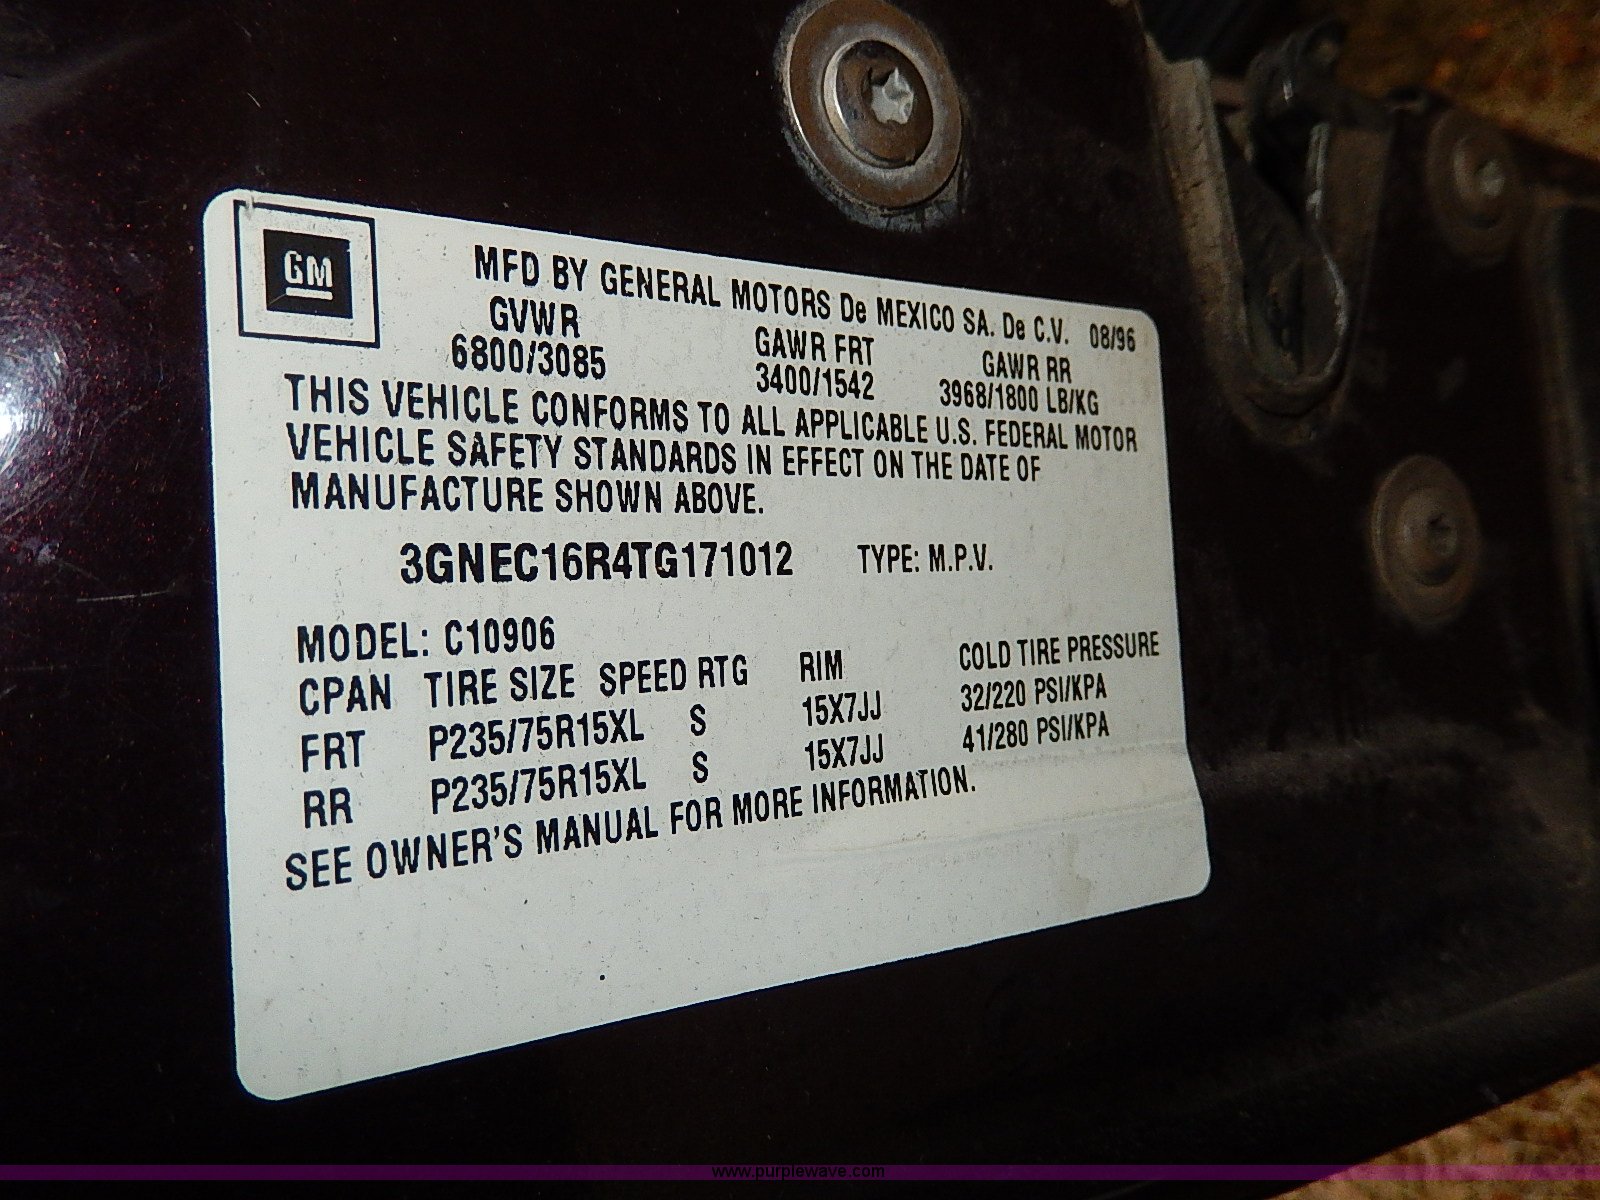 GM
MFD BY GENERAL MOTORS De MEXICO SA. De C.V. 08/96
GVWR GAWR FRT GAWR RR
6800/3085 3400/1542 3968/1800 LB/KG
THIS VEHICLE CONFORMS TO ALL APPLICABLE U.S. FEDERAL MOTOR
VEHICLE SAFETY STANDARDS IN EFFECT ON THE DATE OF
MANUFACTURE SHOWN ABOVE.
3GNEC16R4TG171012 TYPE: M.P.V.
MODEL: C10906
CPAN TIRE SIZE SPEED RTG RIM COLD TIRE PRESSURE
FRT P235/75R15XL S 15X7JJ 32/220 PSI/KPA
RR P235/75R15XL S 15X7JJ 41/280 PSI/KPA
SEE OWNER'S MANUAL FOR MORE INFORMATION.
www.purplewave.com